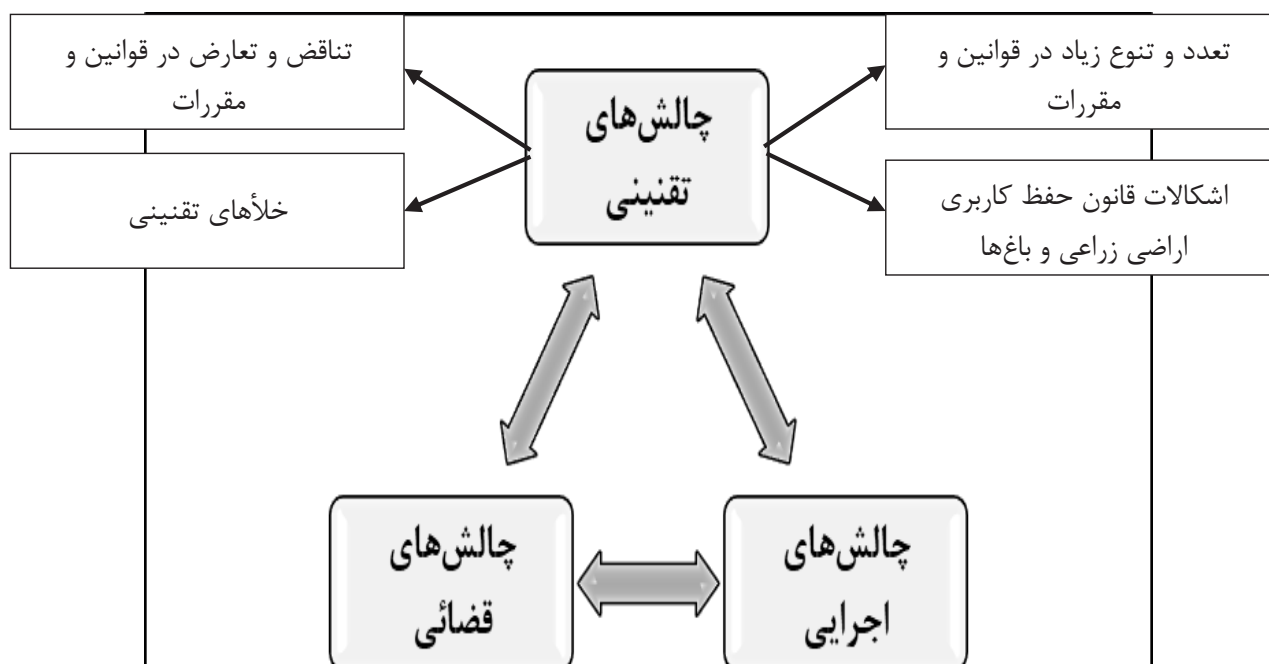 تعدد و تنوع زیاد در قوانین و
مقررات
تناقض و تعارض در قوانین و
مقررات
چالش‌های
تقنینی
اشکالات قانون حفظ کاربری
اراضی زراعی و باغ‌ها
خلأهای تقنینی
چالش‌های
اجرایی
چالش‌های
قضائی